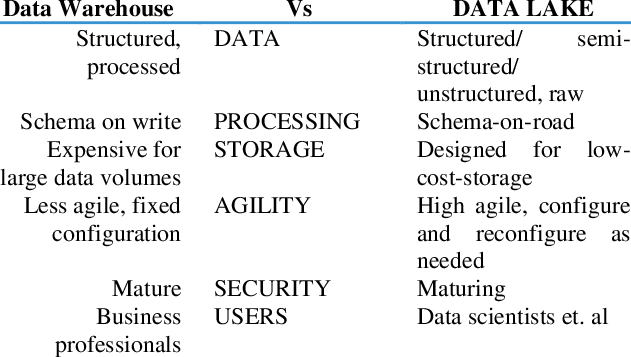 Data Warehouse Vs DATA LAKE
Structured, DATA Structured/ semi-
processed structured/
unstructured, raw
Schema on write PROCESSING Schema-on-road
Expensive for STORAGE Designed for low-
large data volumes cost-storage
Less agile, fixed AGILITY High agile, configure
configuration and reconfigure as
needed
Mature SECURITY Maturing
Business USERS Data scientists et. al
professionals